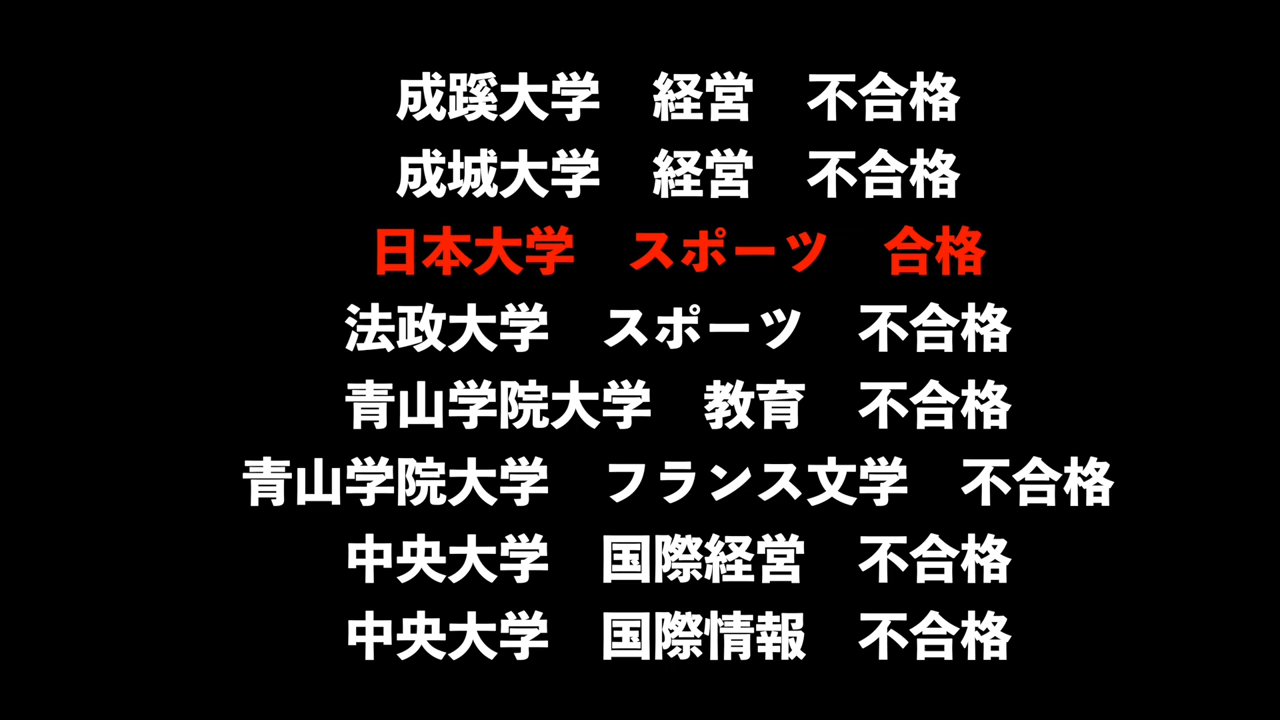 成蹊大学　経営　不合格
成城大学　経営　不合格
日本大学　スポーツ　合格
法政大学　スポーツ　不合格
青山学院大学　教育　不合格
青山学院大学　フランス文学　不合格
中央大学　国際経営　不合格
中央大学　国際情報　不合格